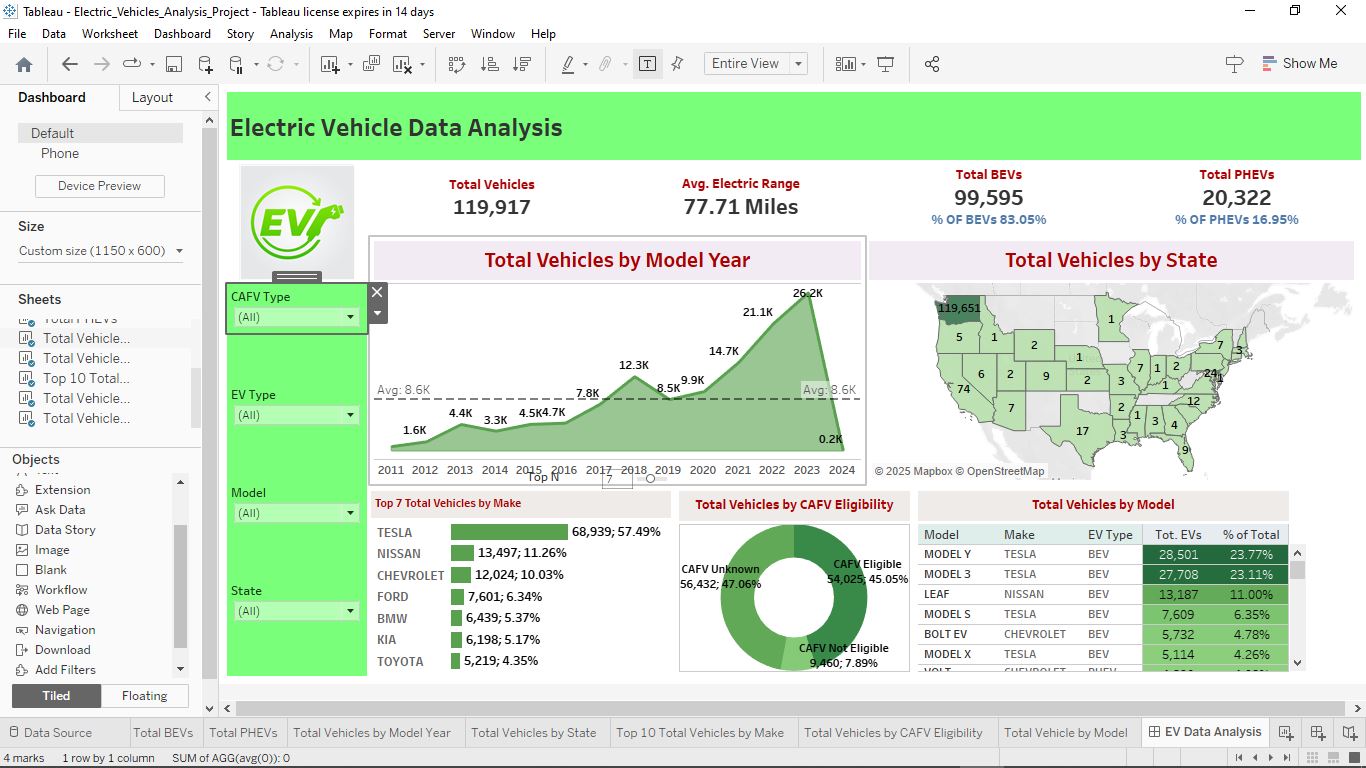 Tableau - Electric_Vehicles_Analysis_Project - Tableau license expires in 14 days
File Data Worksheet Dashboard Story Analysis Map Format Server Window Help
Entire View
Show Me
Dashboard
Layout
Default
Phone
Device Preview
Size
Custom size (1150 x 600)
Sheets
Total PHEVs
Total Vehicle...
Total Vehicle...
Top 10 Total...
Total Vehicle...
Total Vehicle...
Objects
Extension
Ask Data
Data Story
Image
Blank
Workflow
Web Page
Navigation
Download
Add Filters
Tiled
Floating
Electric Vehicle Data Analysis
EV
Total Vehicles
119,917
Avg. Electric Range
77.71 Miles
Total BEVs
99,595
% OF BEVs 83.05%
Total PHEVs
20,322
% OF PHEVs 16.95%
CAFV Type
(All)
EV Type
(All)
Model
(All)
State
(All)
Total Vehicles by Model Year
26.2K
21.1K
14.7K
12.3K
9.9K
8.5K
7.8K
Avg: 8.6K
Avg: 8.6K
4.4K
3.3K
4.5K
4.7K
1.6K
0.2K
2011 2012 2013 2014 2015 2016 2017 2018 2019 2020 2021 2022 2023 2024
Top N
7
Total Vehicles by State
119,651
1
5 1 2 7 3
1
6 2 9 2 3 7 1 2 24 1
74 1
7 2 1 3 4 12
17 3 9
© 2025 Mapbox © OpenStreetMap
Top 7 Total Vehicles by Make
TESLA 68,939; 57.49%
NISSAN 13,497; 11.26%
CHEVROLET 12,024; 10.03%
FORD 7,601; 6.34%
BMW 6,439; 5.37%
KIA 6,198; 5.17%
TOYOTA 5,219; 4.35%
Total Vehicles by CAFV Eligibility
CAFV Unknown
56,432; 47.06%
CAFV Eligible
54,025; 45.05%
CAFV Not Eligible
9,460; 7.89%
Total Vehicles by Model
Model Make EV Type Tot. EVs % of Total
MODEL Y TESLA BEV 28,501 23.77%
MODEL 3 TESLA BEV 27,708 23.11%
LEAF NISSAN BEV 13,187 11.00%
MODEL S TESLA BEV 7,609 6.35%
BOLT EV CHEVROLET BEV 5,732 4.78%
MODEL X TESLA BEV 5,114 4.26%
VOLT CHEVROLET PHEV
Data Source
Total BEVs
Total PHEVs
Total Vehicles by Model Year
Total Vehicles by State
Top 10 Total Vehicles by Make
Total Vehicles by CAFV Eligibility
Total Vehicle by Model
EV Data Analysis
4 marks 1 row by 1 column SUM of AGG(avg(0)): 0